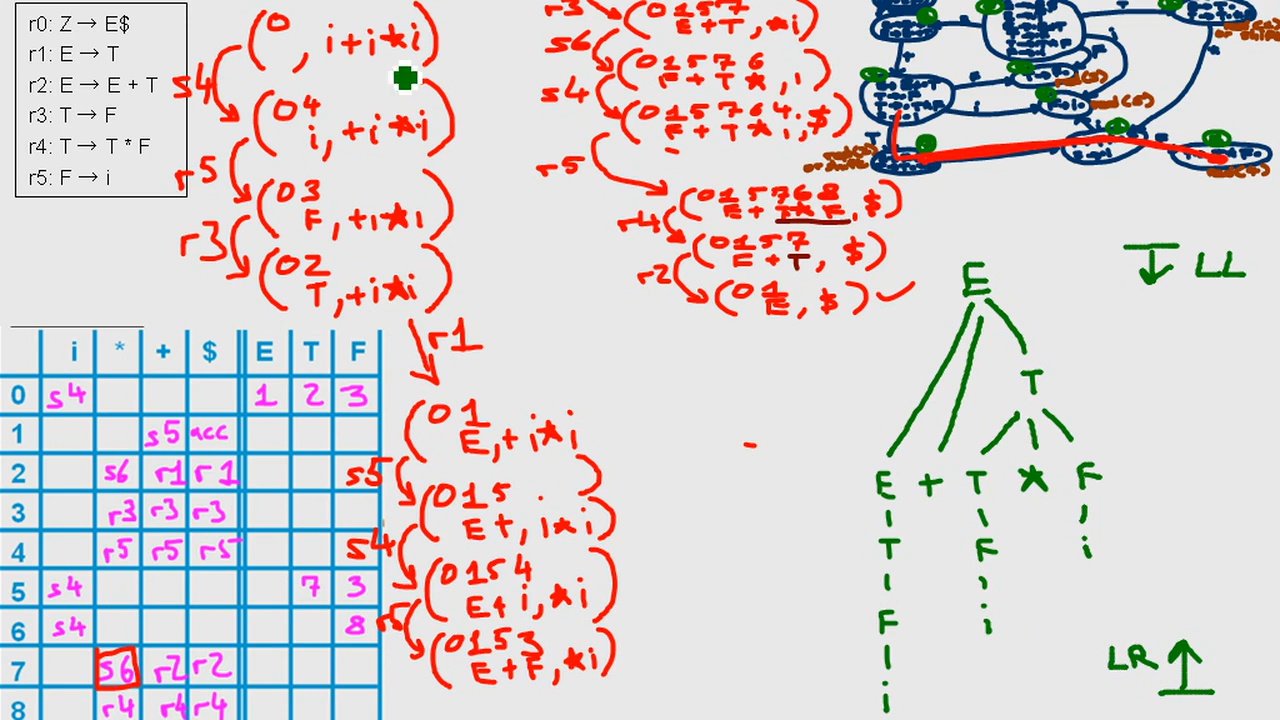 r0: Z → E$
r1: E → T
r2: E → E + T
r3: T → F
r4: T → T * F
r5: F → i
(0
, i+i*i)
s4
(04
i, +i*i)
r5
(03
F, +i*i)
r3
(02
T, +i*i)
r1
(01
E, +i*i
s5
(015
E+, i*i)
s4
(0154
E+i, *i)
r5
(0153
E+F, *i)
r3
(0157
E+T, *i)
s6
(01576
E+T*, i)
s4
(015764
E+T*i, $)
r5
(015768
E+T*F, $)
r4
(0157
E+T, $)
r2
(01
E, $) ✓
i * + $ E T F
0 s4 1 2 3
1 s5 acc
2 s6 r1 r1
3 r3 r3 r3
4 r5 r5 r5
5 s4 7 3
6 s4 8
7 s6 r2 r2
8 r4 r4 r4
↓ LL
E
T
E + T * F
T F i
F i
i
LR ↑